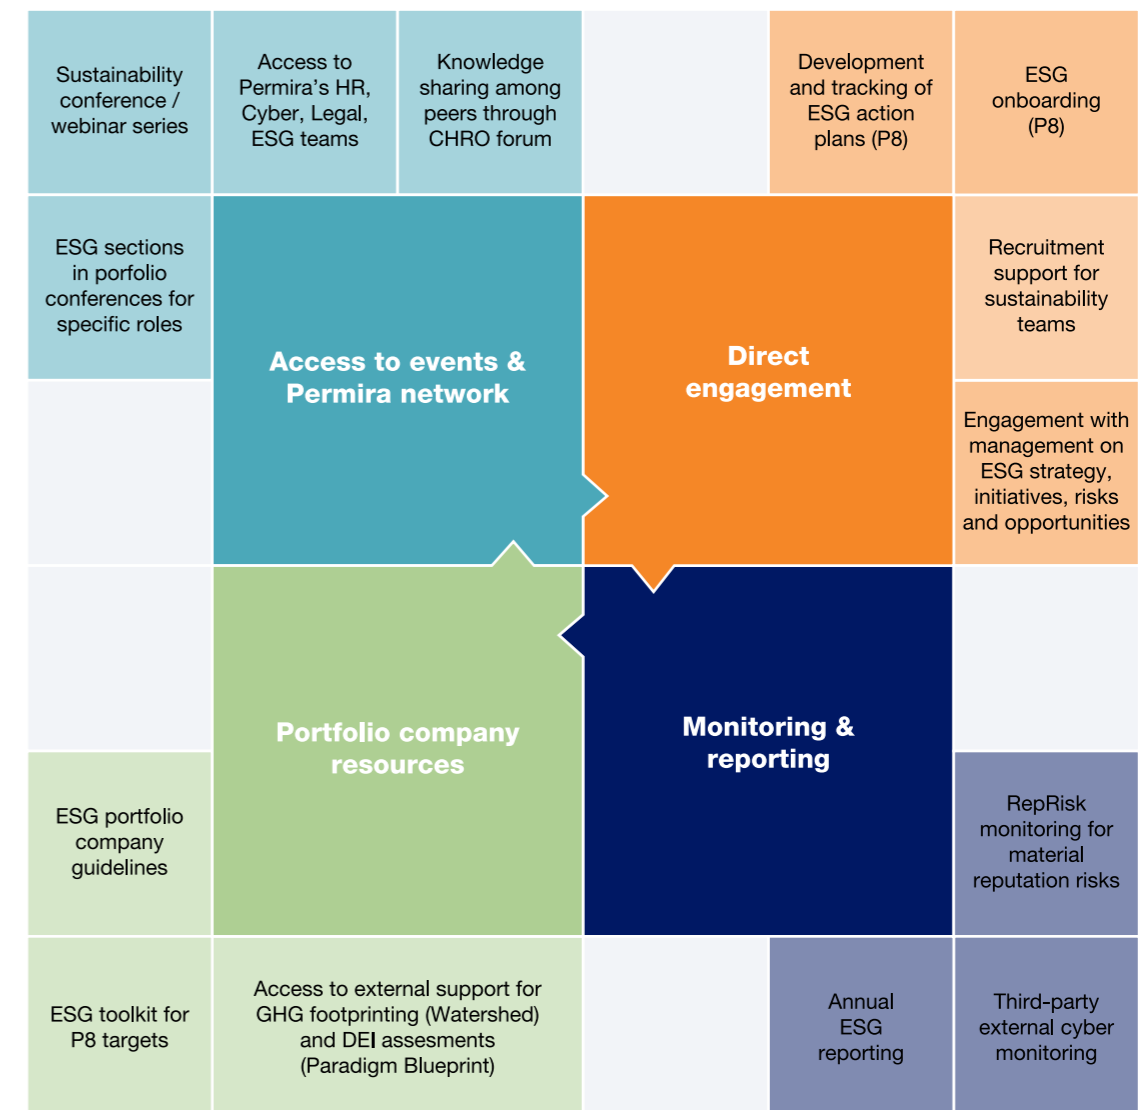 Sustainability
conference /
webinar series
Access to
Permira's HR,
Cyber, Legal,
ESG teams
Knowledge
sharing among
peers through
CHRO forum
Development
and tracking of
ESG action
plans (P8)
ESG
onboarding
(P8)
ESG sections
in porfolio
conferences for
specific roles
Access to events &
Permira network
Direct
engagement
Recruitment
support for
sustainability
teams
Engagement with
management on
ESG strategy,
initiatives, risks
and opportunities
Portfolio company
resources
Monitoring &
reporting
ESG portfolio
company
guidelines
RepRisk
monitoring for
material
reputation risks
ESG toolkit for
P8 targets
Access to external support for
GHG footprinting (Watershed)
and DEI assesments
(Paradigm Blueprint)
Annual
ESG
reporting
Third-party
external cyber
monitoring